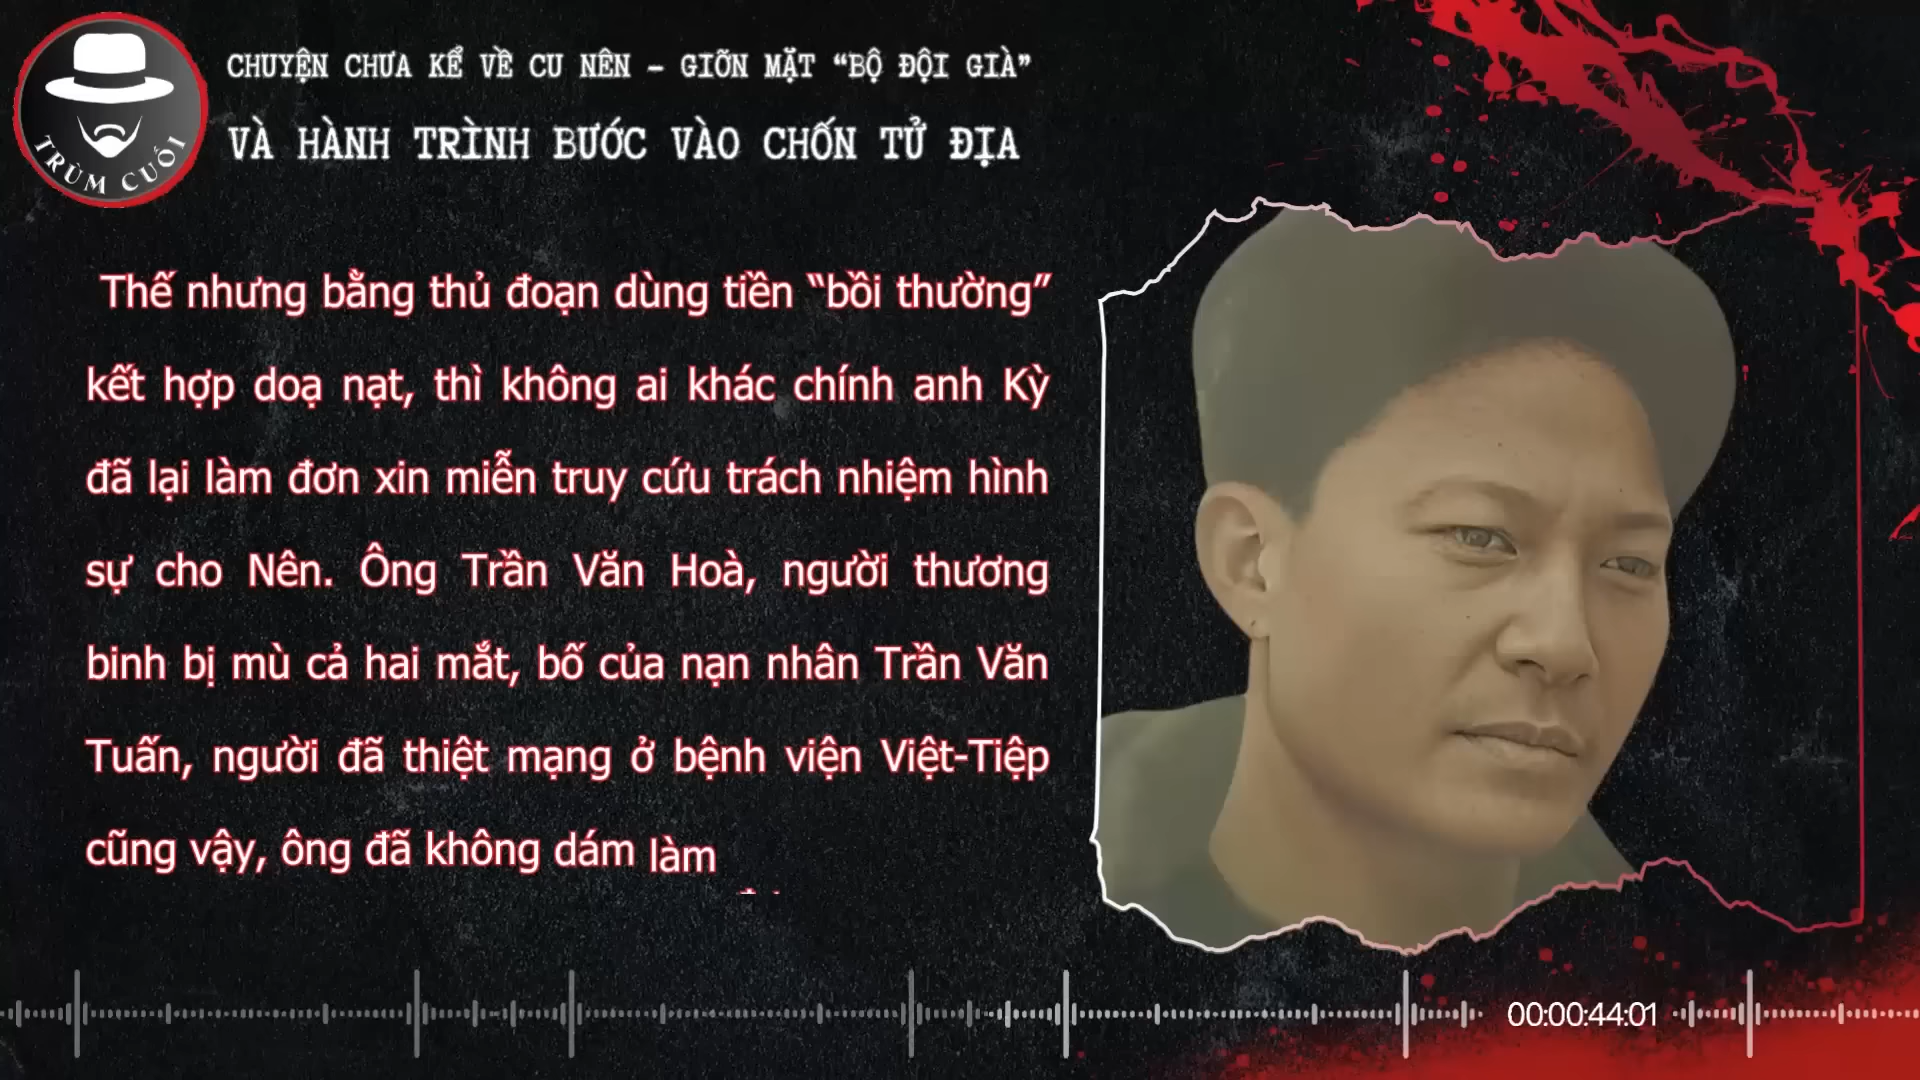 TRÙM CUỐI
CHUYỆN CHƯA KỂ VỀ CU NÊN – GIỠN MẶT “BỘ ĐỘI GIÀ”
VÀ HÀNH TRÌNH BƯỚC VÀO CHỐN TỬ ĐỊA
Thế nhưng bằng thủ đoạn dùng tiền “bồi thường”
kết hợp doạ nạt, thì không ai khác chính anh Kỳ
đã lại làm đơn xin miễn truy cứu trách nhiệm hình
sự cho Nên. Ông Trần Văn Hoà, người thương
binh bị mù cả hai mắt, bố của nạn nhân Trần Văn
Tuấn, người đã thiệt mạng ở bệnh viện Việt-Tiệp
cũng vậy, ông đã không dám làm
00:00:44:01